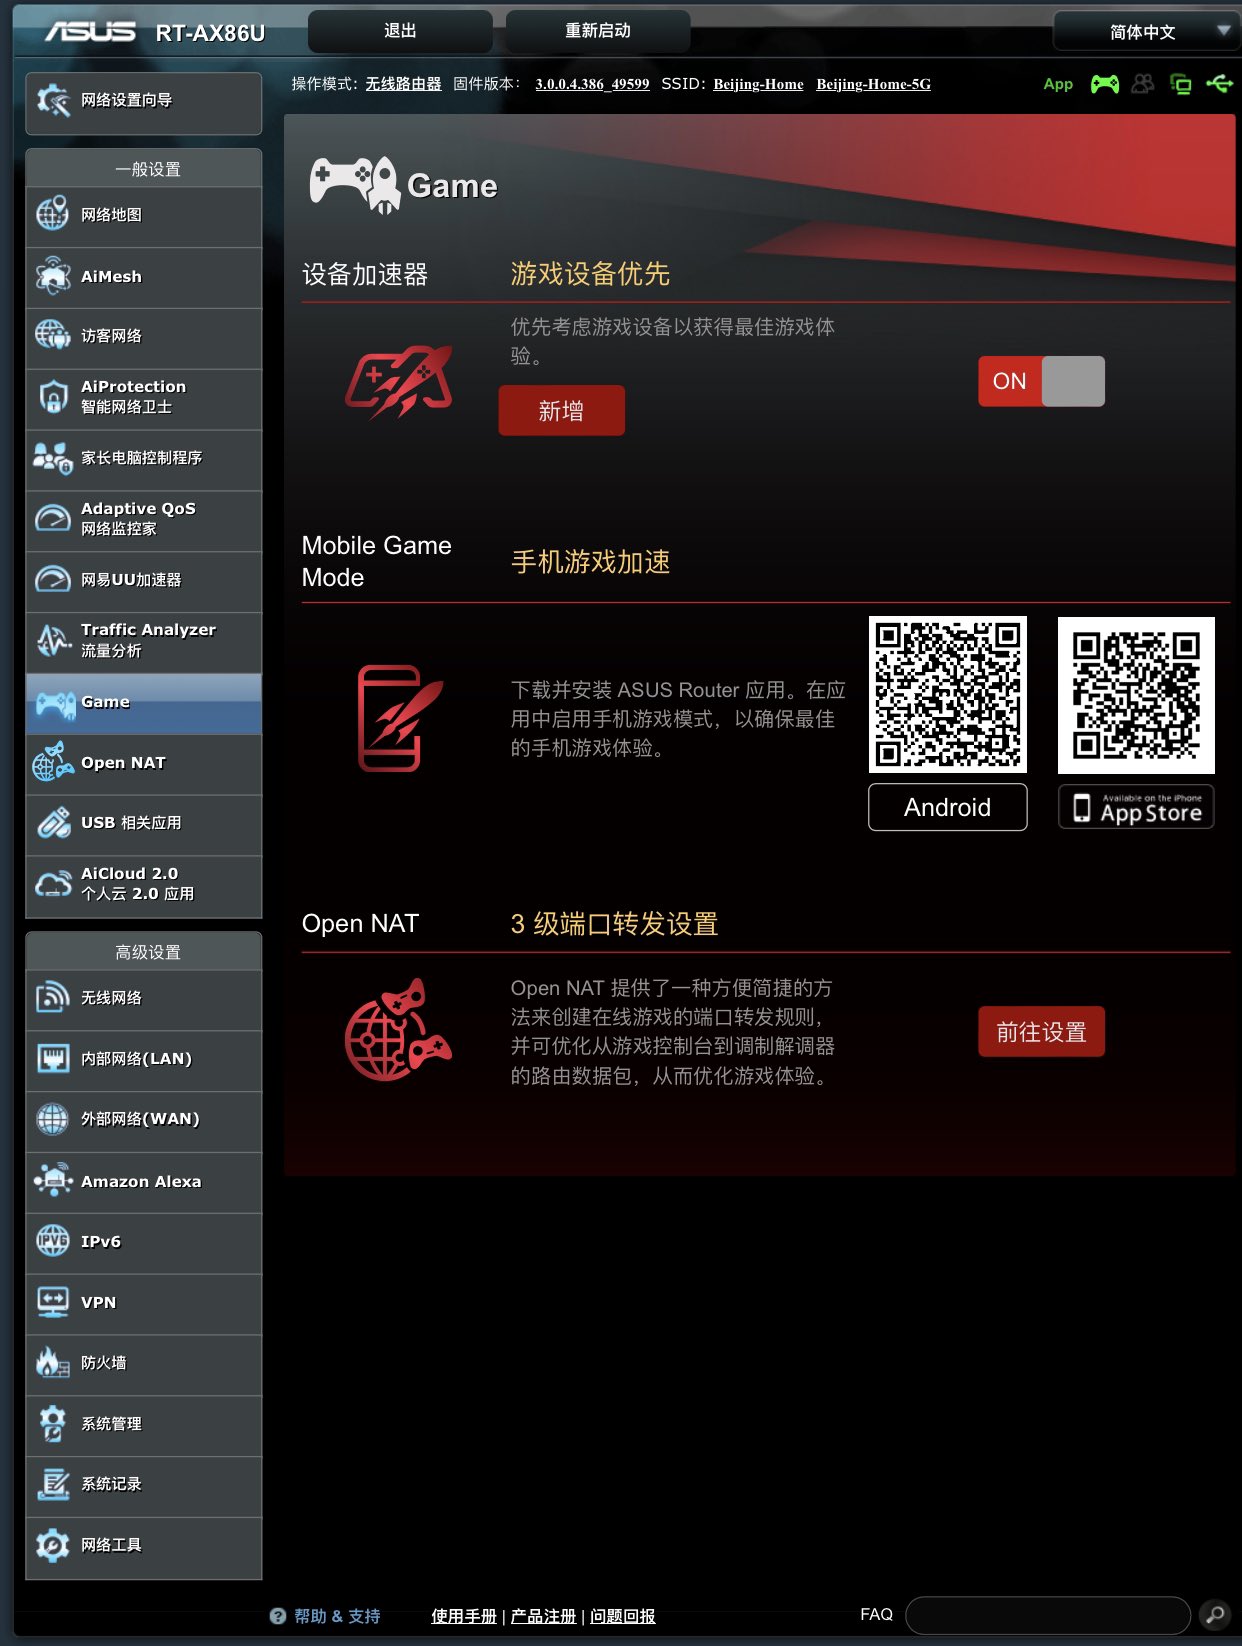 ASUS RT-AX86U 退出 重新启动 简体中文
操作模式：无线路由器 固件版本： 3.0.0.4.386_49599 SSID：Beijing-Home Beijing-Home-5G App
网络设置向导
一般设置
网络地图
AiMesh
访客网络
AiProtection
智能网络卫士
家长电脑控制程序
Adaptive QoS
网络监控家
网易UU加速器
Traffic Analyzer
流量分析
Game
Open NAT
USB 相关应用
AiCloud 2.0
个人云 2.0 应用
高级设置
无线网络
内部网络(LAN)
外部网络(WAN)
Amazon Alexa
IPv6
VPN
防火墙
系统管理
系统记录
网络工具
Game
设备加速器 游戏设备优先
优先考虑游戏设备以获得最佳游戏体
验。
新增
ON
Mobile Game
Mode
手机游戏加速
下载并安装 ASUS Router 应用。在应
用中启用手机游戏模式，以确保最佳
的手机游戏体验。
Android
Available on the iPhone
App Store
Open NAT 3 级端口转发设置
Open NAT 提供了一种方便简捷的方
法来创建在线游戏的端口转发规则，
并可优化从游戏控制台到调制解调器
的路由数据包，从而优化游戏体验。
前往设置
帮助 & 支持 使用手册 | 产品注册 | 问题回报 FAQ